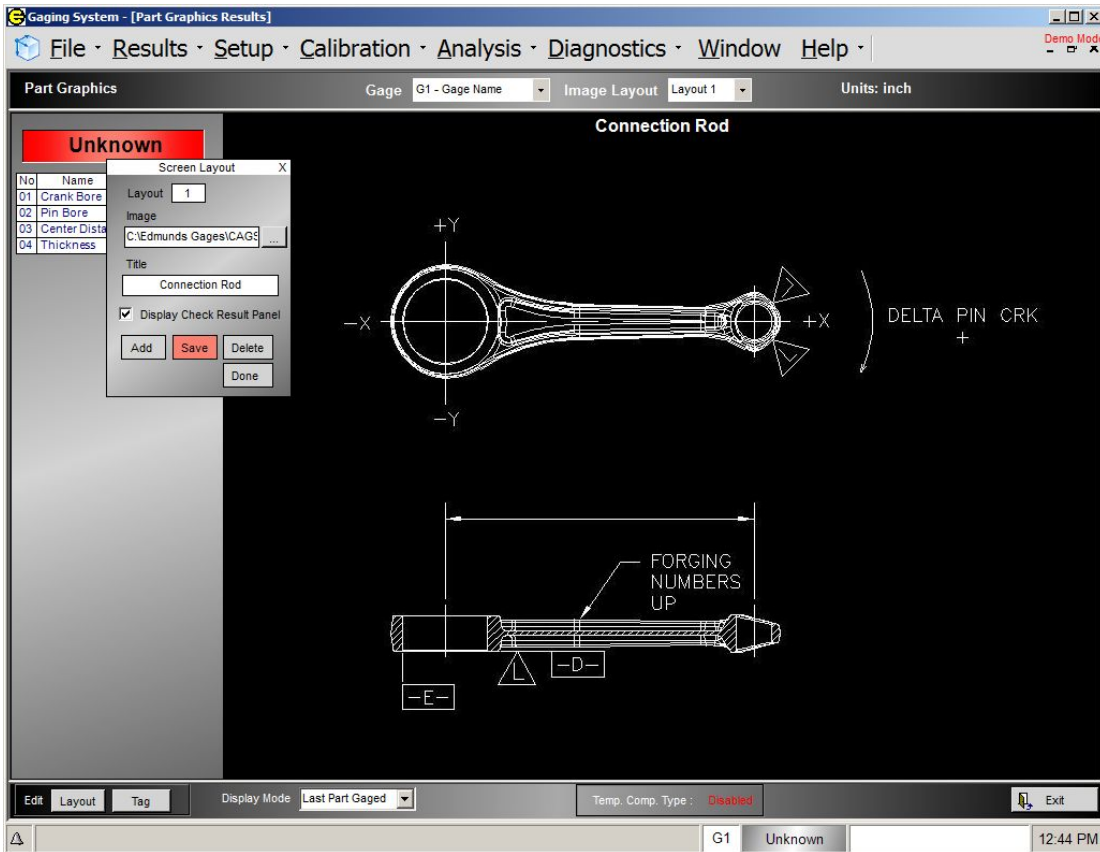 Gaging System - [Part Graphics Results]
File Results Setup Calibration Analysis Diagnostics Window Help
Demo Mode
Part Graphics
Gage G1 - Gage Name Image Layout Layout 1 Units: inch
Connection Rod
Unknown
No Name
01 Crank Bore
02 Pin Bore
03 Center Dista
04 Thickness
Screen Layout X
Layout 1
Image
C:\Edmunds Gages\CAGS ...
Title
Connection Rod
Display Check Result Panel
Add Save Delete
Done
+Y
-X
+X
-Y
L
L
DELTA PIN CRK
+
FORGING
NUMBERS
UP
L
-D-
-E-
Edit Layout Tag Display Mode Last Part Gaged Temp. Comp. Type : Disabled Exit
G1 Unknown 12:44 PM